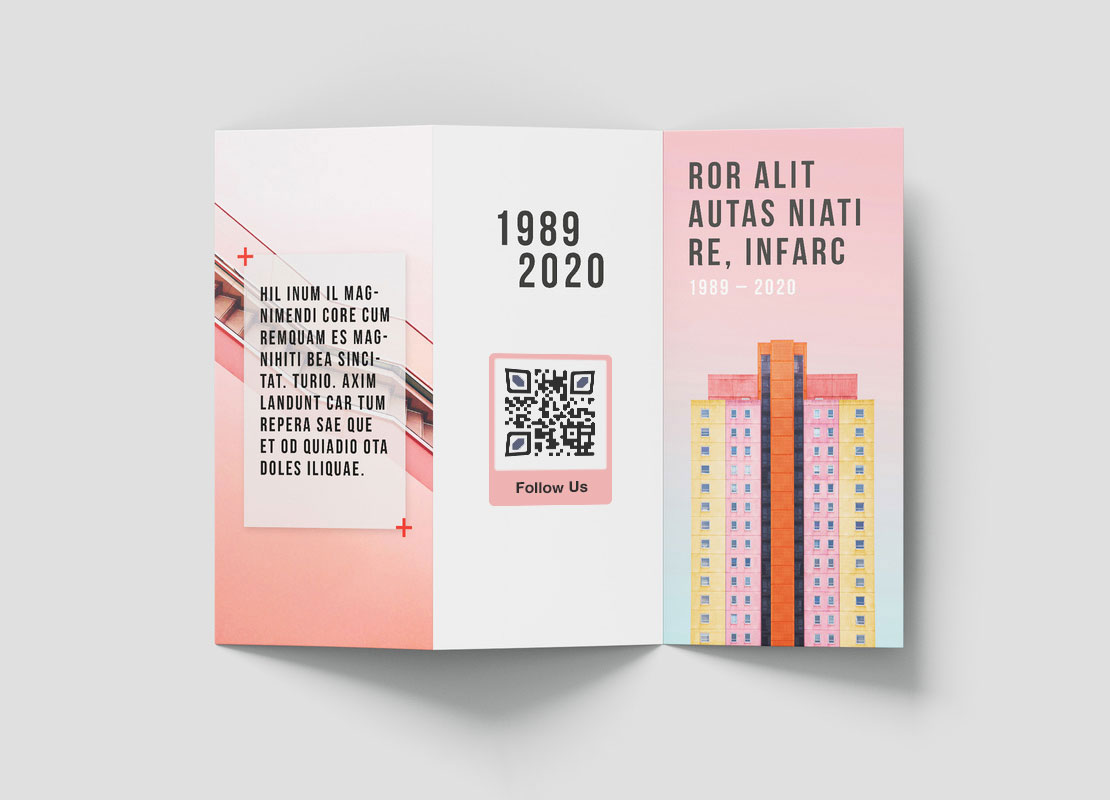 HIL INUM IL MAG-
NIMENDI CORE CUM
REMQUAM ES MAG-
NIHITI BEA SINCI-
TAT. TURIO. AXIM
LANDUNT CAR TUM
REPERA SAE QUE
ET OD QUIADIO OTA
DOLES ILIQUAE.
1989
2020
Follow Us
ROR ALIT
AUTAS NIATI
RE, INFARC
1989 – 2020